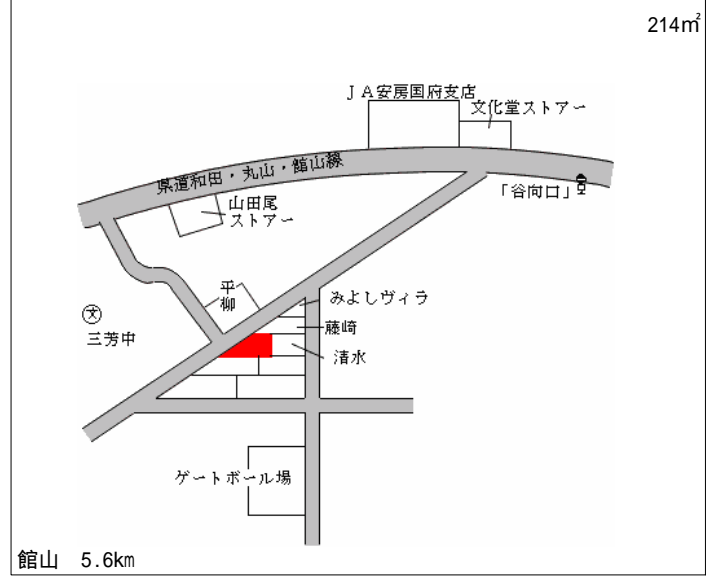 214㎡
ＪＡ安房国府支店
文化堂ストアー
県道和田・丸山・館山線
「谷向口」
山田尾
ストアー
平
柳
みよしヴィラ
藤崎
清水
文
三芳中
ゲートボール場
館山 5.6km